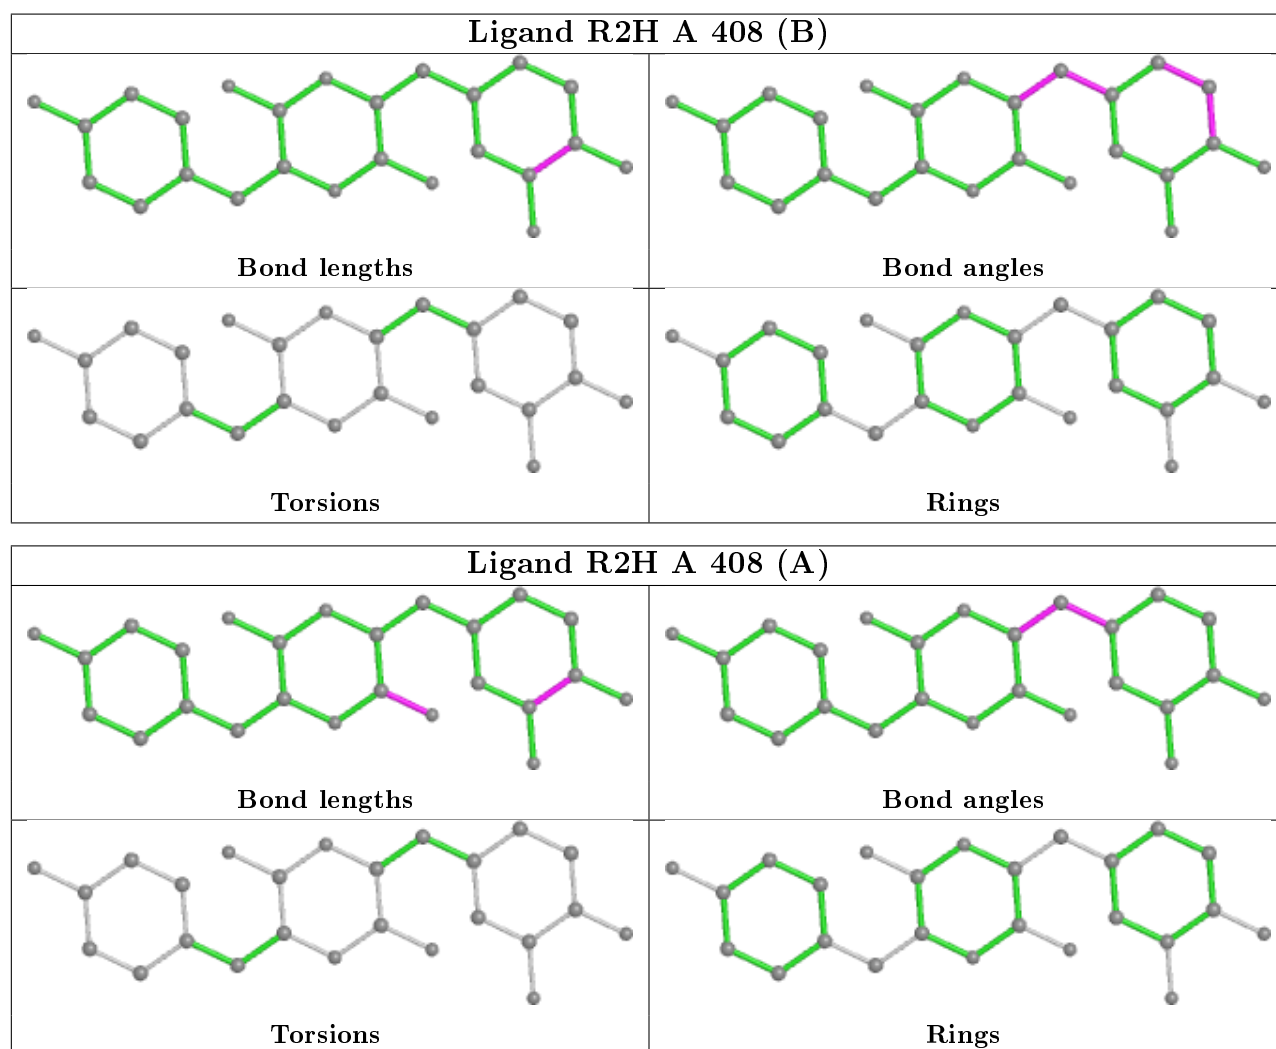 Ligand R2H A 408 (B)
Bond lengths
Bond angles
Torsions
Rings
Ligand R2H A 408 (A)
Bond lengths
Bond angles
Torsions
Rings